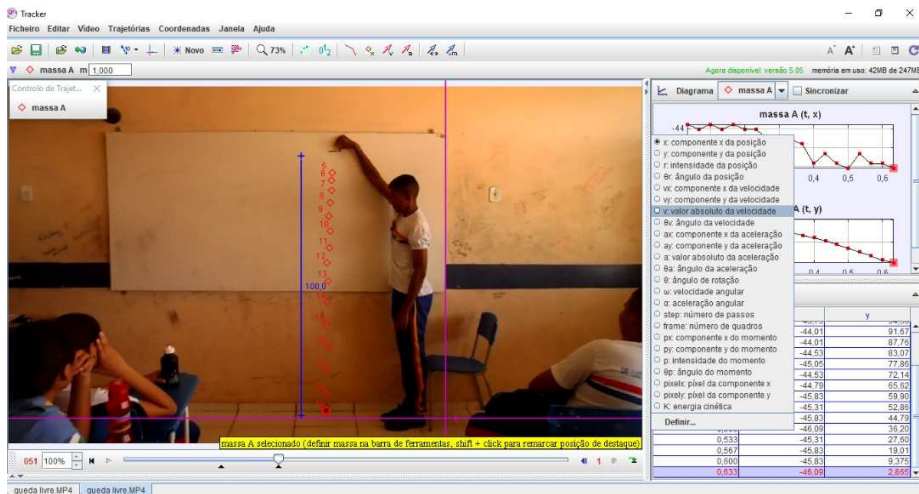 Tracker
Ficheiro Editar Vídeo Trajetórias Coordenadas Janela Ajuda
Novo 73%
massa A m 1,000
Agora disponível: versão 5.05 memória em uso: 42MB de 247MB
Controlo de Trajet...
massa A
Diagrama massa A Sincronizar
massa A (t, x)
-44
0,4 0,5 0,6
x: componente x da posição
y: componente y da posição
r: intensidade da posição
θr: ângulo da posição
vx: componente x da velocidade
vy: componente y da velocidade
v: valor absoluto da velocidade
θv: ângulo da velocidade
ax: componente x da aceleração
ay: componente y da aceleração
a: valor absoluto da aceleração
θa: ângulo da aceleração
θ: ângulo de rotação
ω: velocidade angular
α: aceleração angular
step: número de passos
frame: número de quadros
px: componente x do momento
py: componente y do momento
p: intensidade do momento
θp: ângulo do momento
pixelx: píxel da componente x
pixely: píxel da componente y
K: energia cinética
Definir...
A (t, y)
0,4 0,5 0,6
y
-44,01 91,67
-44,01 87,76
-44,53 83,07
-45,05 77,86
-44,53 72,14
-44,79 65,62
-45,83 59,90
-45,31 52,86
-45,83 44,79
-46,09 36,20
0,533 -45,31 27,60
0,567 -45,83 19,01
0,600 -45,83 9,375
0,633 -46,09 2,865
5
6
7
8
9
10
11
12
13
100,0
massa A selecionado (definir massa na barra de ferramentas, shift + click para remarcar posição de destaque)
051 100% 1
queda livre.MP4 queda livre.MP4